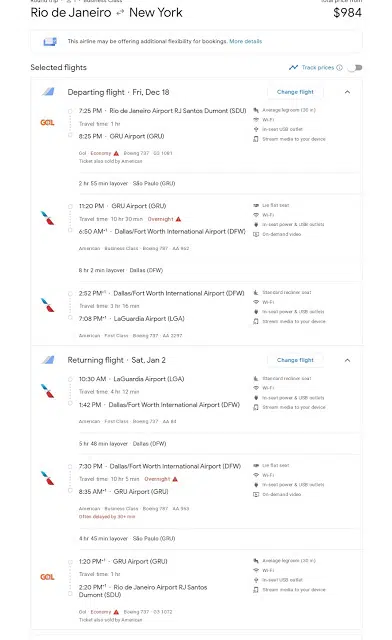 Round trip · 1 · Business Class
Total price from
Rio de Janeiro ⇄ New York
$984
This airline may be offering additional flexibility for bookings. More details
Selected flights
Track prices
Departing flight · Fri, Dec 18
Change flight
GOL
7:25 PM · Rio de Janeiro Airport RJ Santos Dumont (SDU)
Travel time: 1 hr
8:25 PM · GRU Airport (GRU)
Gol · Economy · Boeing 737 · G3 1081
Ticket also sold by American
Average legroom (30 in)
Wi-Fi
In-seat USB outlet
Stream media to your device
2 hr 55 min layover · São Paulo (GRU)
11:20 PM · GRU Airport (GRU)
Travel time: 10 hr 30 min Overnight
6:50 AM+1 · Dallas/Fort Worth International Airport (DFW)
American · Business Class · Boeing 787 · AA 962
Lie flat seat
Wi-Fi
In-seat power & USB outlets
On-demand video
8 hr 2 min layover · Dallas (DFW)
2:52 PM+1 · Dallas/Fort Worth International Airport (DFW)
Travel time: 3 hr 16 min
7:08 PM+1 · LaGuardia Airport (LGA)
American · First Class · Boeing 737 · AA 2297
Standard recliner seat
Wi-Fi
In-seat power & USB outlets
Stream media to your device
Returning flight · Sat, Jan 2
Change flight
10:30 AM · LaGuardia Airport (LGA)
Travel time: 4 hr 12 min
1:42 PM · Dallas/Fort Worth International Airport (DFW)
American · First Class · Boeing 737 · AA
Standard recliner seat
Wi-Fi
In-seat power & USB outlets
Stream media to your device
5 hr 48 min layover · Dallas (DFW)
7:30 PM · Dallas/Fort Worth International Airport (DFW)
Travel time: 10 hr 5 min Overnight
8:35 AM+1 · GRU Airport (GRU)
American · Business Class · Boeing 787 · AA
Often delayed by 30+ min
Lie flat seat
Wi-Fi
In-seat power & USB outlets
On-demand video
4 hr 45 min layover · São Paulo (GRU)
GOL
1:20 PM+1 · GRU Airport (GRU)
Travel time: 1 hr
2:20 PM+1 · Rio de Janeiro Airport RJ Santos
Dumont (SDU)
Gol · Economy · Boeing 737 · G3 1072
Ticket also sold by American
Average legroom (30 in)
Wi-Fi
In-seat USB outlet
Stream media to your device